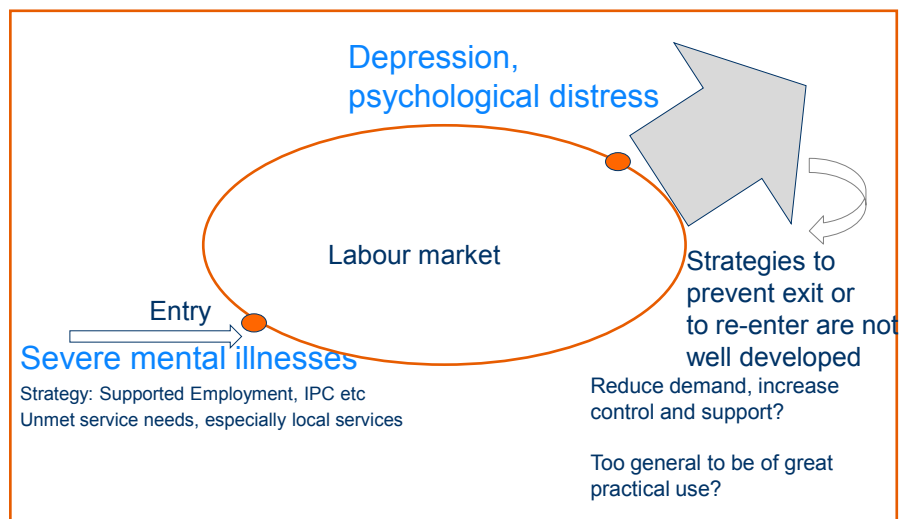 Depression,
psychological distress
Labour market
Entry
Severe mental illnesses
Strategy: Supported Employment, IPC etc
Unmet service needs, especially local services
Strategies to
prevent exit or
to re-enter are not
well developed
Reduce demand, increase
control and support?
Too general to be of great
practical use?